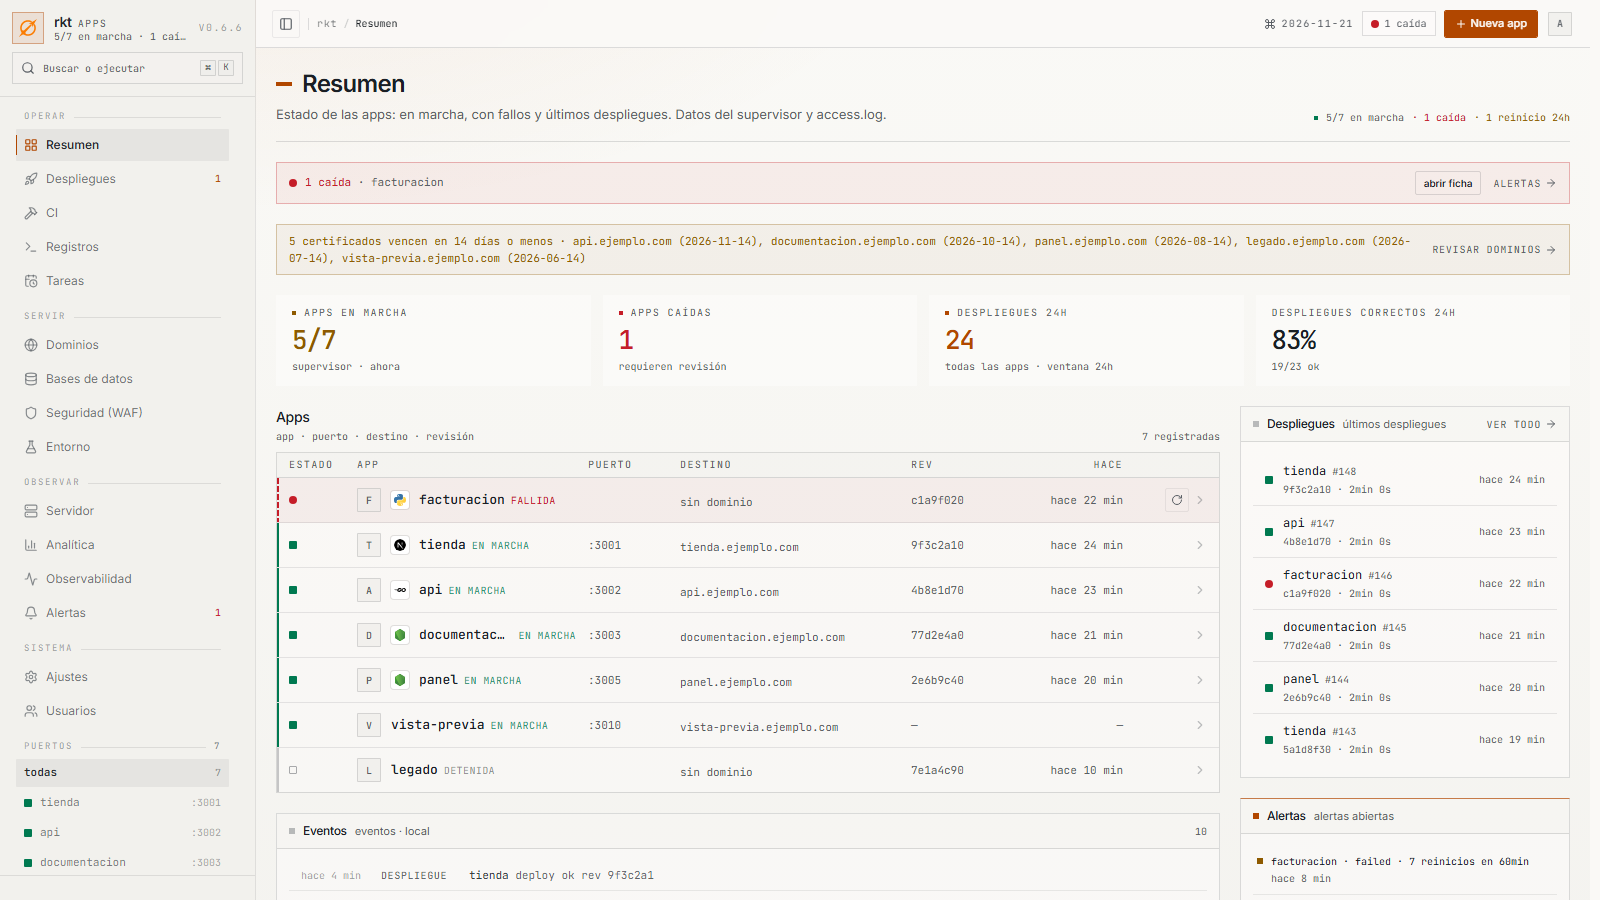 rkt APPS
5/7 en marcha · 1 caí…
V0.6.6
Buscar o ejecutar
⌘ K
OPERAR
Resumen
Despliegues 1
CI
Registros
Tareas
SERVIR
Dominios
Bases de datos
Seguridad (WAF)
Entorno
OBSERVAR
Servidor
Analítica
Observabilidad
Alertas 1
SISTEMA
Ajustes
Usuarios
PUERTOS 7
todas 7
tienda :3001
api :3002
documentacion :3003
rkt / Resumen
⌘ 2026-11-21
1 caída
+ Nueva app
A
Resumen
Estado de las apps: en marcha, con fallos y últimos despliegues. Datos del supervisor y access.log.
5/7 en marcha · 1 caída · 1 reinicio 24h
1 caída · facturacion
abrir ficha
ALERTAS →
5 certificados vencen en 14 días o menos · api.ejemplo.com (2026-11-14), documentacion.ejemplo.com (2026-10-14), panel.ejemplo.com (2026-08-14), legado.ejemplo.com (2026-
07-14), vista-previa.ejemplo.com (2026-06-14)
REVISAR DOMINIOS →
APPS EN MARCHA
5/7
supervisor · ahora
APPS CAÍDAS
1
requieren revisión
DESPLIEGUES 24H
24
todas las apps · ventana 24h
DESPLIEGUES CORRECTOS 24H
83%
19/23 ok
Apps
app · puerto · destino · revisión
7 registradas
ESTADO APP PUERTO DESTINO REV HACE
F facturacion FALLIDA sin dominio c1a9f020 hace 22 min
T tienda EN MARCHA :3001 tienda.ejemplo.com 9f3c2a10 hace 24 min
A api EN MARCHA :3002 api.ejemplo.com 4b8e1d70 hace 23 min
D documentac… EN MARCHA :3003 documentacion.ejemplo.com 77d2e4a0 hace 21 min
P panel EN MARCHA :3005 panel.ejemplo.com 2e6b9c40 hace 20 min
V vista-previa EN MARCHA :3010 vista-previa.ejemplo.com — —
L legado DETENIDA sin dominio 7e1a4c90 hace 10 min
Eventos eventos · local 10
hace 4 min DESPLIEGUE tienda deploy ok rev 9f3c2a1
Despliegues últimos despliegues VER TODO →
tienda #148
9f3c2a10 · 2min 0s
hace 24 min
api #147
4b8e1d70 · 2min 0s
hace 23 min
facturacion #146
c1a9f020 · 2min 0s
hace 22 min
documentacion #145
77d2e4a0 · 2min 0s
hace 21 min
panel #144
2e6b9c40 · 2min 0s
hace 20 min
tienda #143
5a1d8f30 · 2min 0s
hace 19 min
Alertas alertas abiertas
facturacion · failed · 7 reinicios en 60min
hace 8 min